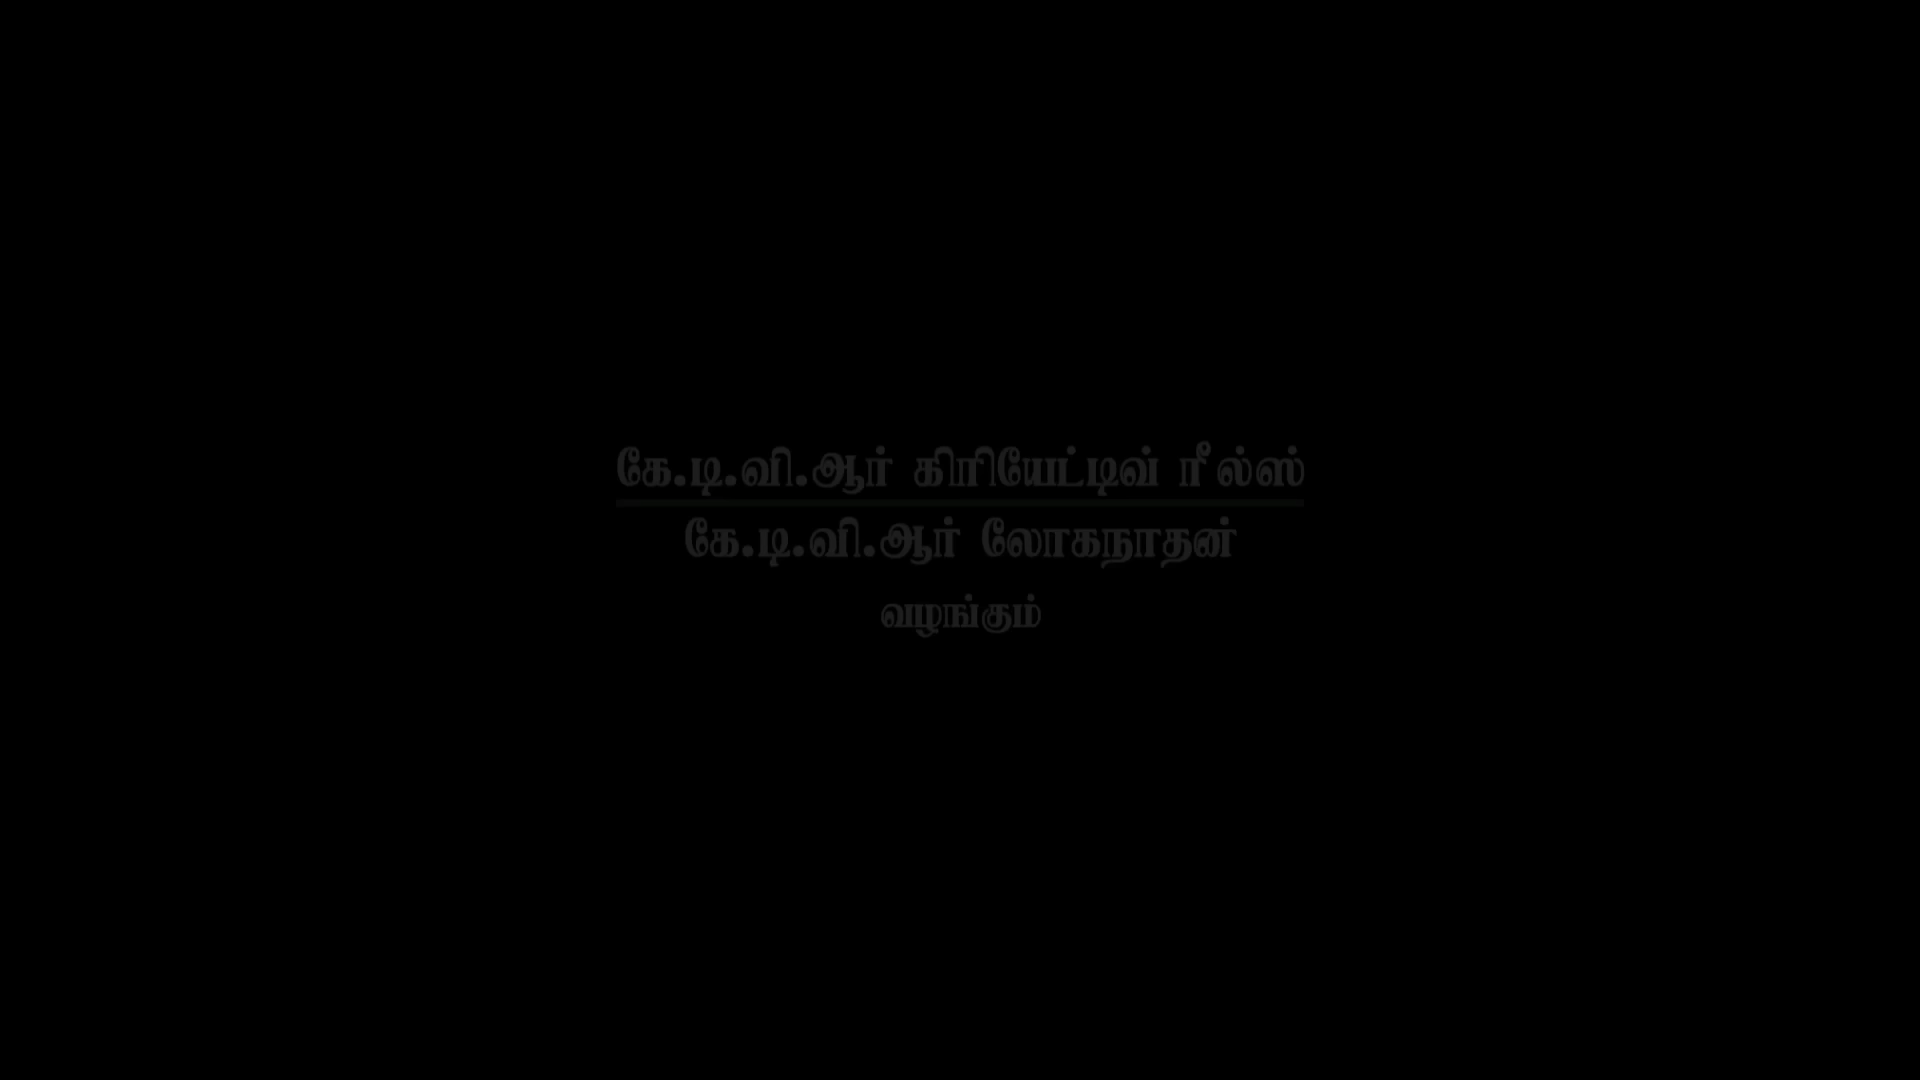 கே.டி.வி.ஆர் கிரியேட்டிவ் ரீல்ஸ்
கே.டி.வி.ஆர் லோகநாதன்
வழங்கும்